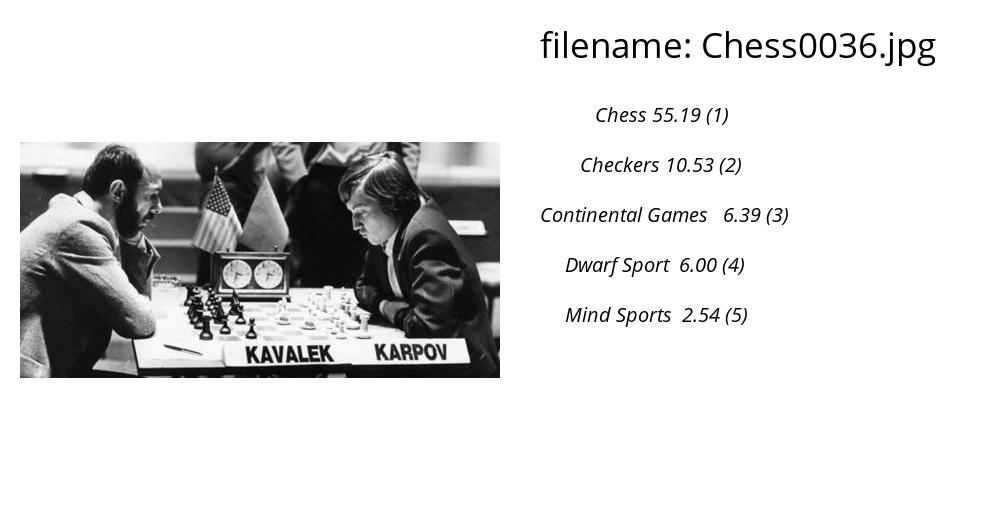 filename: Chess0036.jpg
Chess 55.19 (1)
Checkers 10.53 (2)
Continental Games 6.39 (3)
Dwarf Sport 6.00 (4)
Mind Sports 2.54 (5)
KAVALEK KARPOV